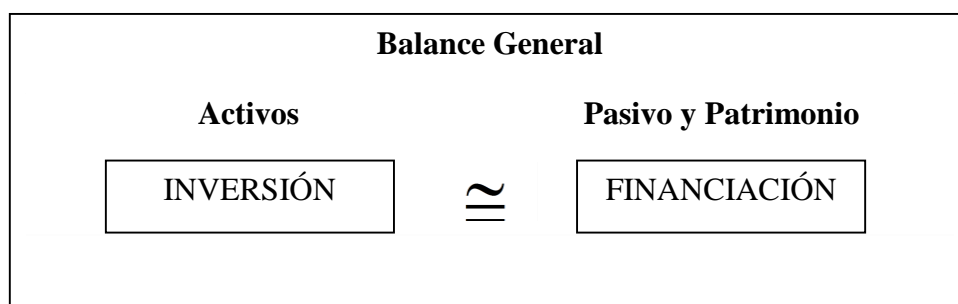 Balance General
Activos Pasivo y Patrimonio
INVERSIÓN ≅ FINANCIACIÓN